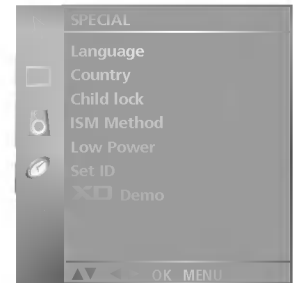 SPECIAL
Language
Country
Child lock
ISM Method
Low Power
Set ID
XD Demo
OK MENU